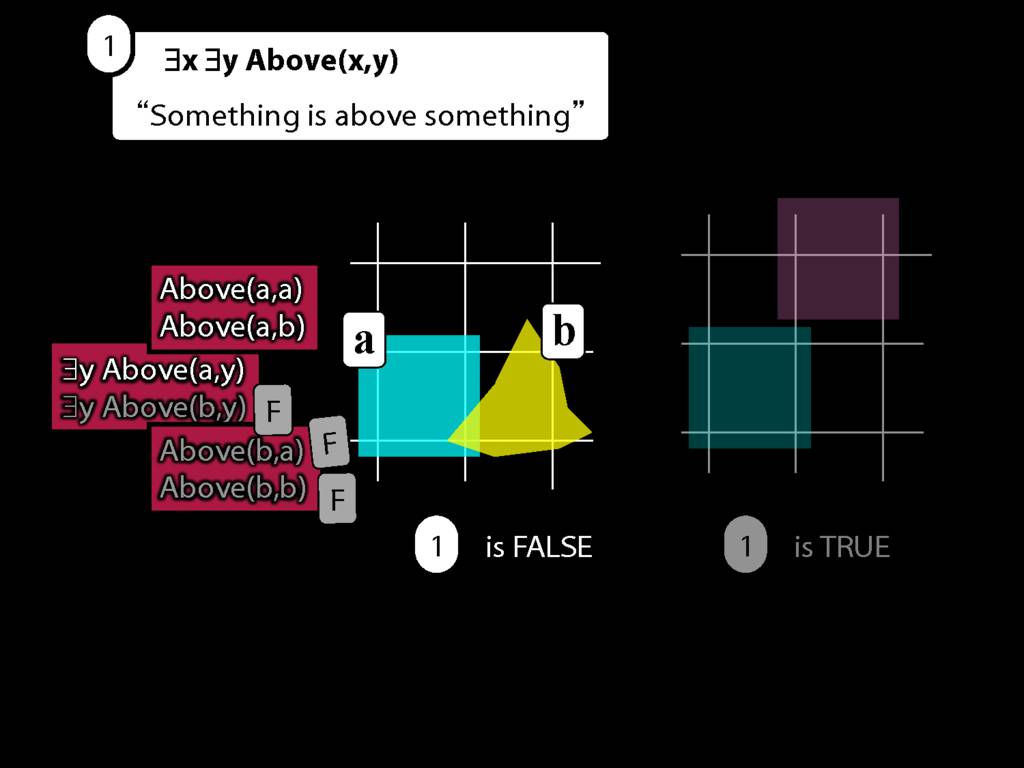 1
∃x ∃y Above(x,y)
“Something is above something”
Above(a,a)
Above(a,b)
a
b
∃y Above(a,y)
∃y Above(b,y) F
Above(b,a) F
Above(b,b) F
1 is FALSE
1 is TRUE